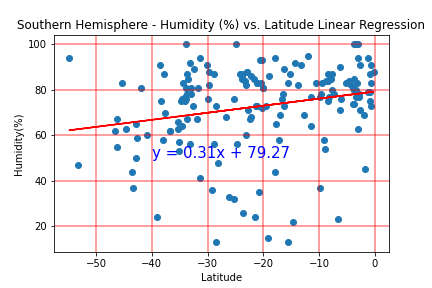 Southern Hemisphere - Humidity (%) vs. Latitude Linear Regression
100
80
60
40
20
Humidity(%)
y = 0.31x + 79.27
−50
−40
−30
−20
−10
0
Latitude